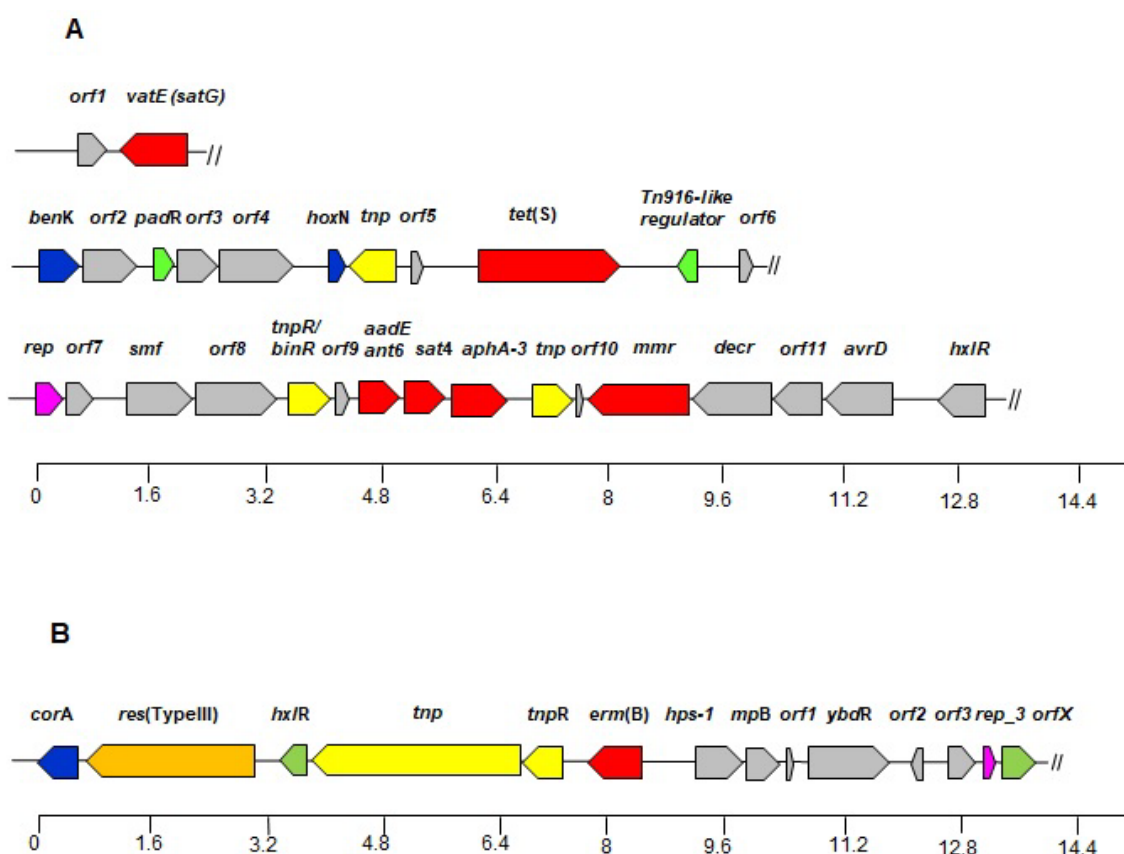 A
orf1 vatE (satG)
//
benK orf2 padR orf3 orf4 hoxN tnp orf5 tet(S) Tn916-like
regulator orf6
//
rep orf7 smf orf8 tnpR/
binR orf9 aadE
ant6 sat4 aphA-3 tnp orf10 mmr decr orf11 avrD hxlR
//
0 1.6 3.2 4.8 6.4 8 9.6 11.2 12.8 14.4
B
corA res(TypeIII) hxlR tnp tnpR erm(B) hps-1 mpB orf1 ybdR orf2 orf3 rep_3 orfX
//
0 1.6 3.2 4.8 6.4 8 9.6 11.2 12.8 14.4